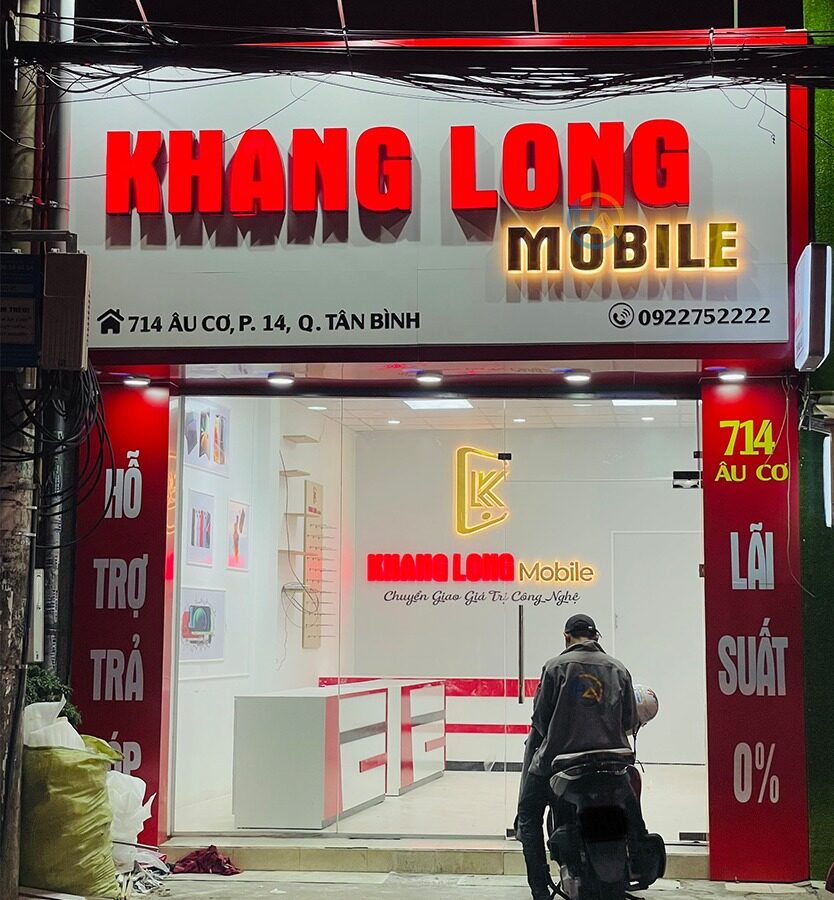 KHANG LONG
MOBILE
714 ÂU CƠ, P. 14, Q. TÂN BÌNH
0922752222
714
ÂU CƠ
HỖ
TRỢ
TRẢ
LÃI
SUẤT
0%
K
KHANG LONG Mobile
Chuyển Giao Giá Trị Công Nghệ